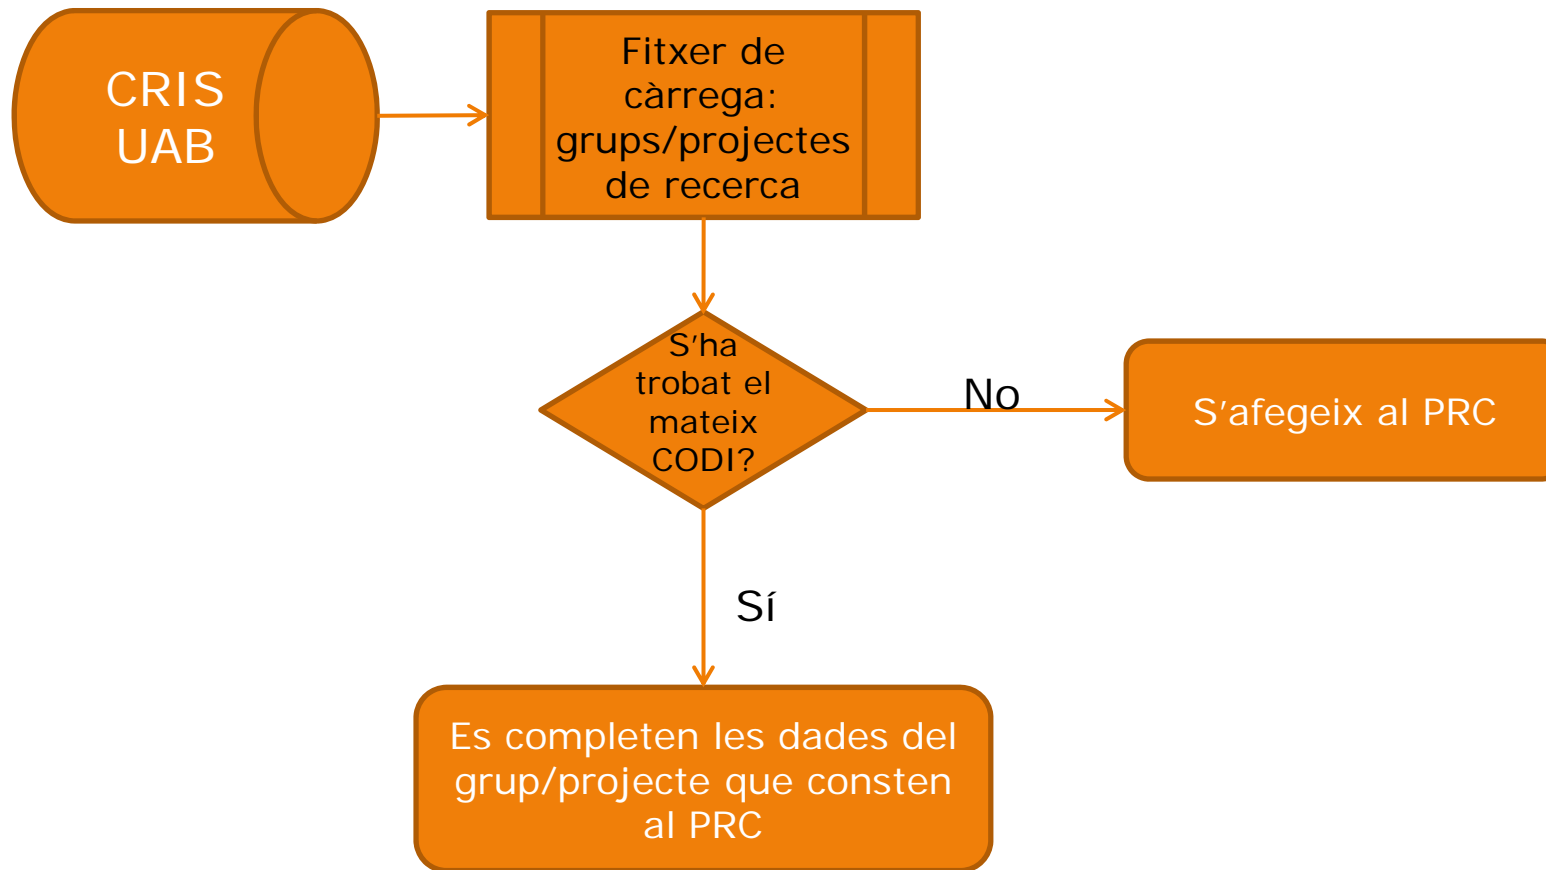 CRIS
UAB
Fitxer de
càrrega:
grups/projectes
de recerca
S’ha
trobat el
mateix
CODI?
No
S’afegeix al PRC
Sí
Es completen les dades del
grup/projecte que consten
al PRC